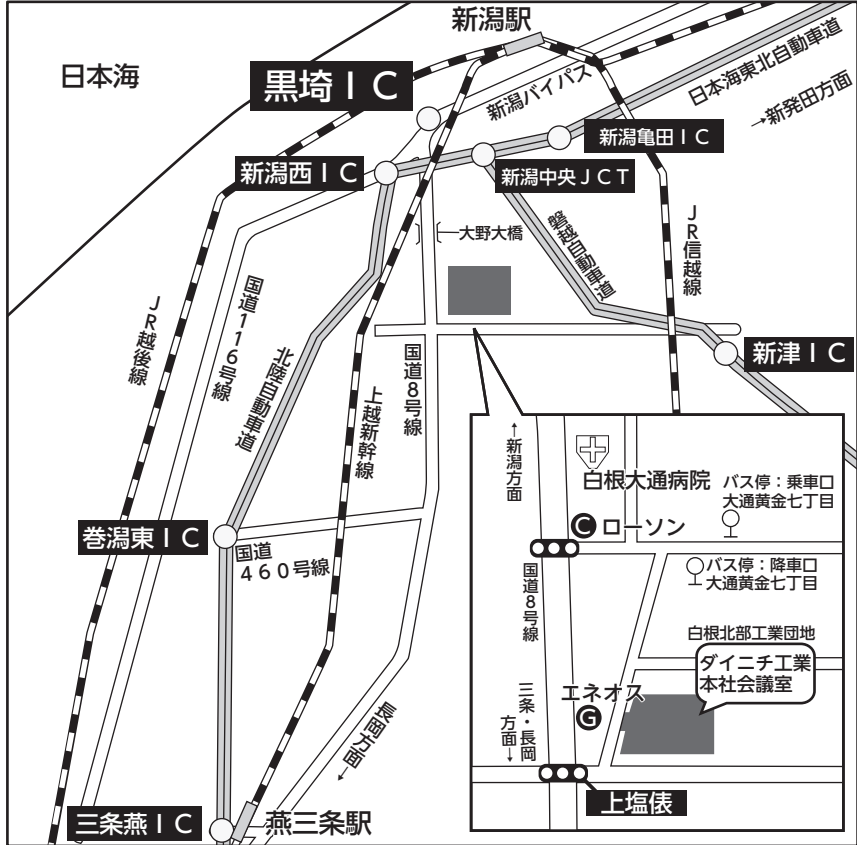 新潟駅
日本海
黒埼ＩＣ
新潟バイパス
日本海東北自動車道
→新発田方面
新潟亀田ＩＣ
新潟西ＩＣ
新潟中央ＪＣＴ
大野大橋
磐越自動車道
ＪＲ信越線
ＪＲ越後線
国道１１６号線
北陸自動車道
上越新幹線
国道８号線
新津ＩＣ
巻潟東ＩＣ
国道
４６０号線
長岡方面→
三条燕ＩＣ
燕三条駅
←新潟方面
白根大通病院
バス停：乗車口
大通黄金七丁目
C ローソン
バス停：降車口
大通黄金七丁目
国道８号線
白根北部工業団地
ダイニチ工業
本社会議室
エネオス
G
三条・長岡
方面→
上塩俵